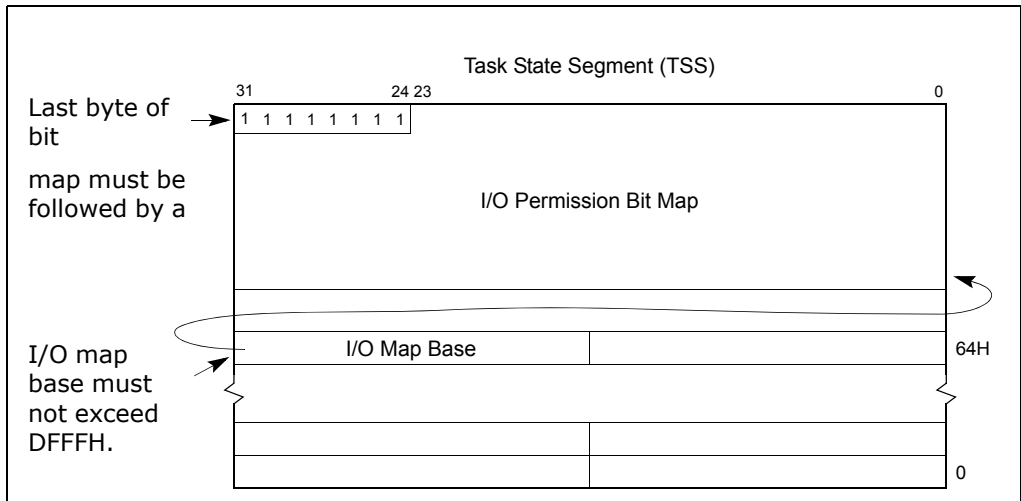 Task State Segment (TSS)
31 24 23 0
Last byte of
bit
map must be
followed by a
1 1 1 1 1 1 1 1
I/O Permission Bit Map
I/O Map Base
64H
I/O map
base must
not exceed
DFFFH.
0